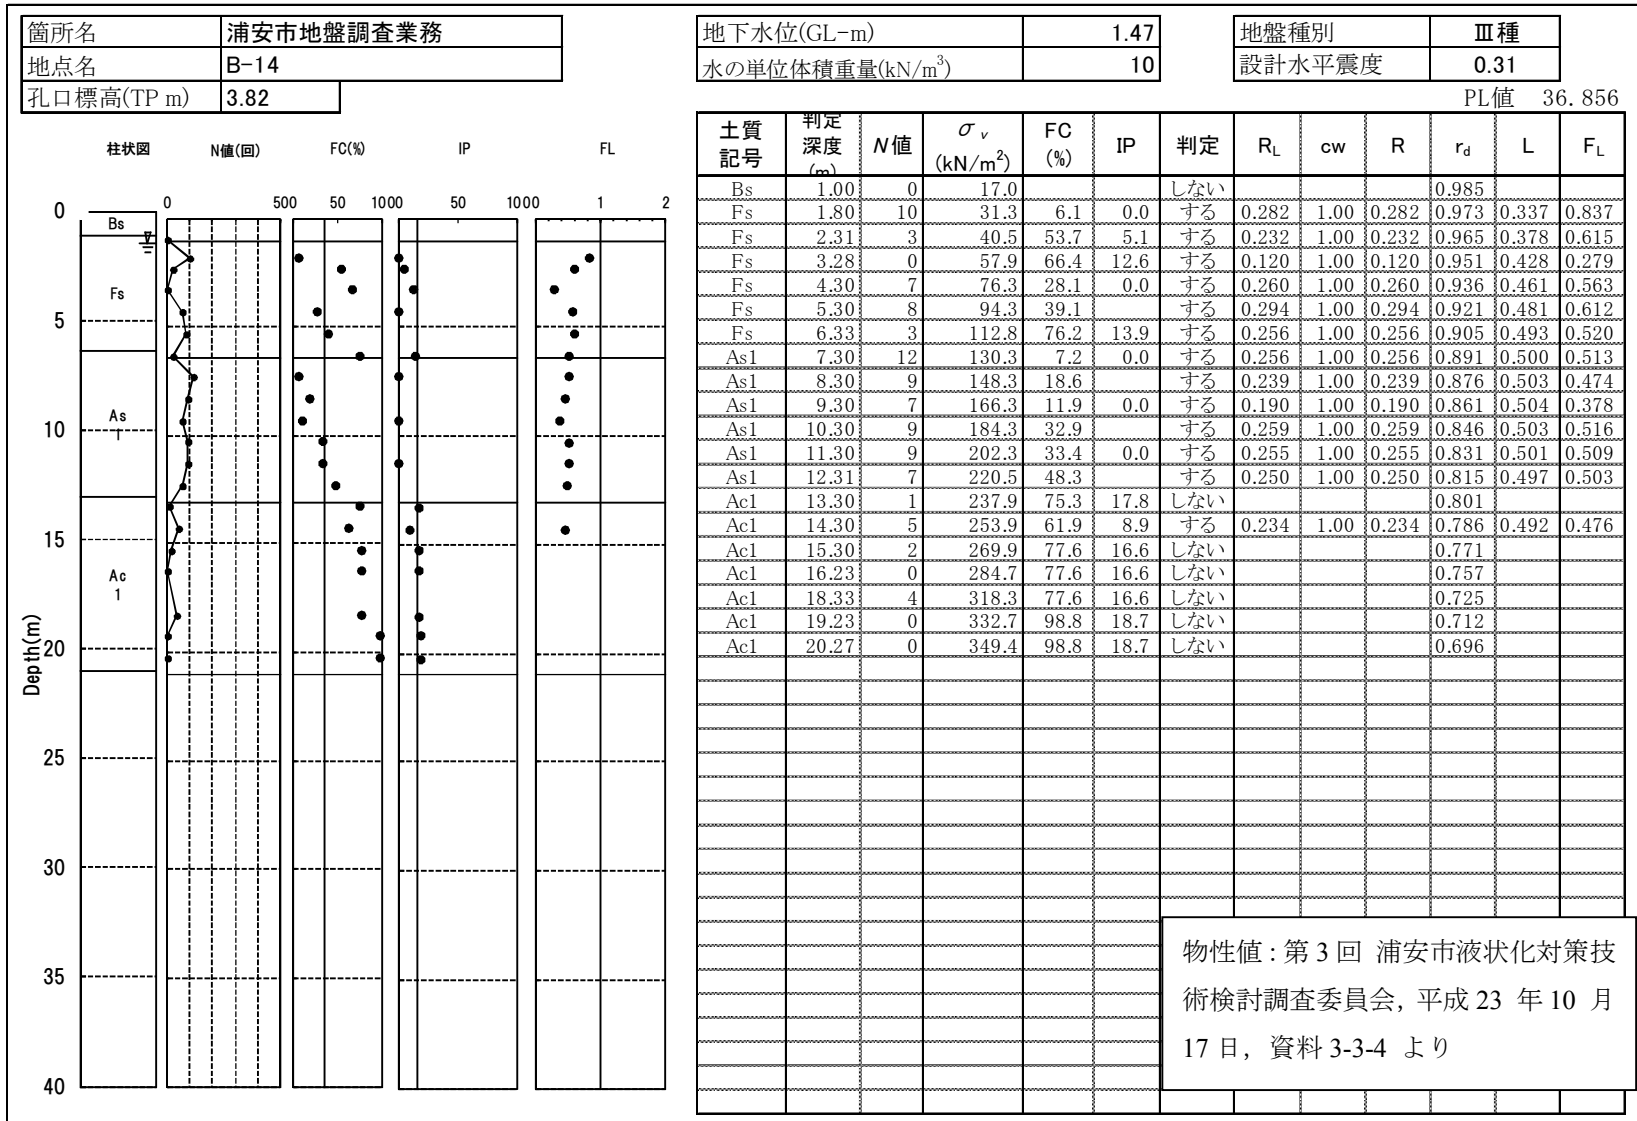 箇所名 浦安市地盤調査業務
地点名 B-14
孔口標高(TP m) 3.82
地下水位(GL-m) 1.47
水の単位体積重量(kN/m³) 10
地盤種別 Ⅲ種
設計水平震度 0.31
PL値 36.856
柱状図 N値(回) FC(%) IP FL
0 500 50 1000 50 1000 1 2
Depth(m)
0
5
10
15
20
25
30
35
40
Bs
Fs
As
1
Ac
1
土質記号 判定深度(m) N値 σv (kN/m²) FC (%) IP 判定 RL cw R rd L FL
Bs 1.00 0 17.0 しない 0.985
Fs 1.80 10 31.3 6.1 0.0 する 0.282 1.00 0.282 0.973 0.337 0.837
Fs 2.31 3 40.5 53.7 5.1 する 0.232 1.00 0.232 0.965 0.378 0.615
Fs 3.28 0 57.9 66.4 12.6 する 0.120 1.00 0.120 0.951 0.428 0.279
Fs 4.30 7 76.3 28.1 0.0 する 0.260 1.00 0.260 0.936 0.461 0.563
Fs 5.30 8 94.3 39.1 する 0.294 1.00 0.294 0.921 0.481 0.612
Fs 6.33 3 112.8 76.2 13.9 する 0.256 1.00 0.256 0.905 0.493 0.520
As1 7.30 12 130.3 7.2 0.0 する 0.256 1.00 0.256 0.891 0.500 0.513
As1 8.30 9 148.3 18.6 する 0.239 1.00 0.239 0.876 0.503 0.474
As1 9.30 7 166.3 11.9 0.0 する 0.190 1.00 0.190 0.861 0.504 0.378
As1 10.30 9 184.3 32.9 する 0.259 1.00 0.259 0.846 0.503 0.516
As1 11.30 9 202.3 33.4 0.0 する 0.255 1.00 0.255 0.831 0.501 0.509
As1 12.31 7 220.5 48.3 する 0.250 1.00 0.250 0.815 0.497 0.503
Ac1 13.30 1 237.9 75.3 17.8 しない 0.801
Ac1 14.30 5 253.9 61.9 8.9 する 0.234 1.00 0.234 0.786 0.492 0.476
Ac1 15.30 2 269.9 77.6 16.6 しない 0.771
Ac1 16.23 0 284.7 77.6 16.6 しない 0.757
Ac1 18.33 4 318.3 77.6 16.6 しない 0.725
Ac1 19.23 0 332.7 98.8 18.7 しない 0.712
Ac1 20.27 0 349.4 98.8 18.7 しない 0.696
物性値：第 3 回 浦安市液状化対策技
術検討調査委員会, 平成 23 年 10 月
17 日, 資料 3-3-4 より